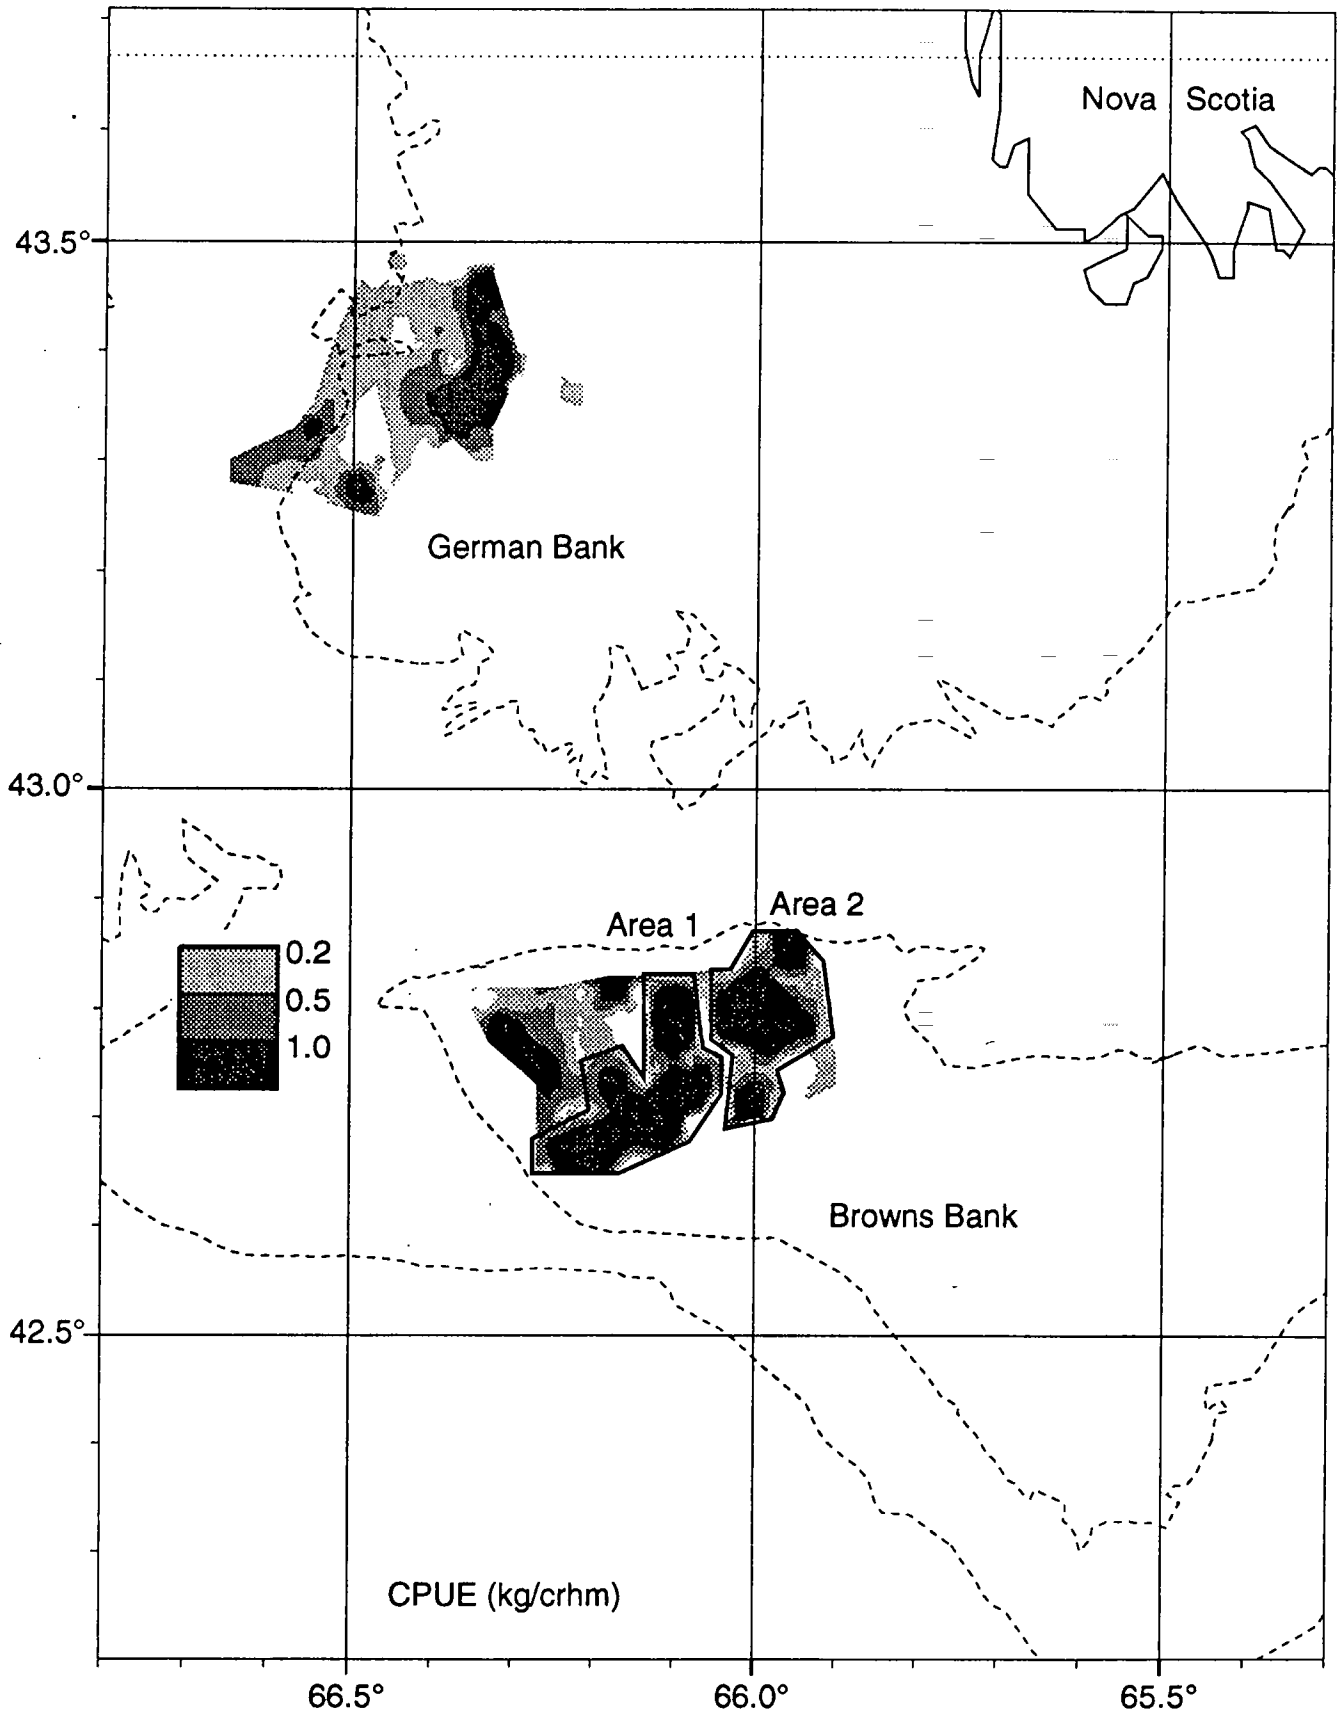 Nova Scotia
43.5°
German Bank
43.0°
Area 2
Area 1
0.2
0.5
1.0
Browns Bank
42.5°
CPUE (kg/crhm)
66.5° 66.0° 65.5°